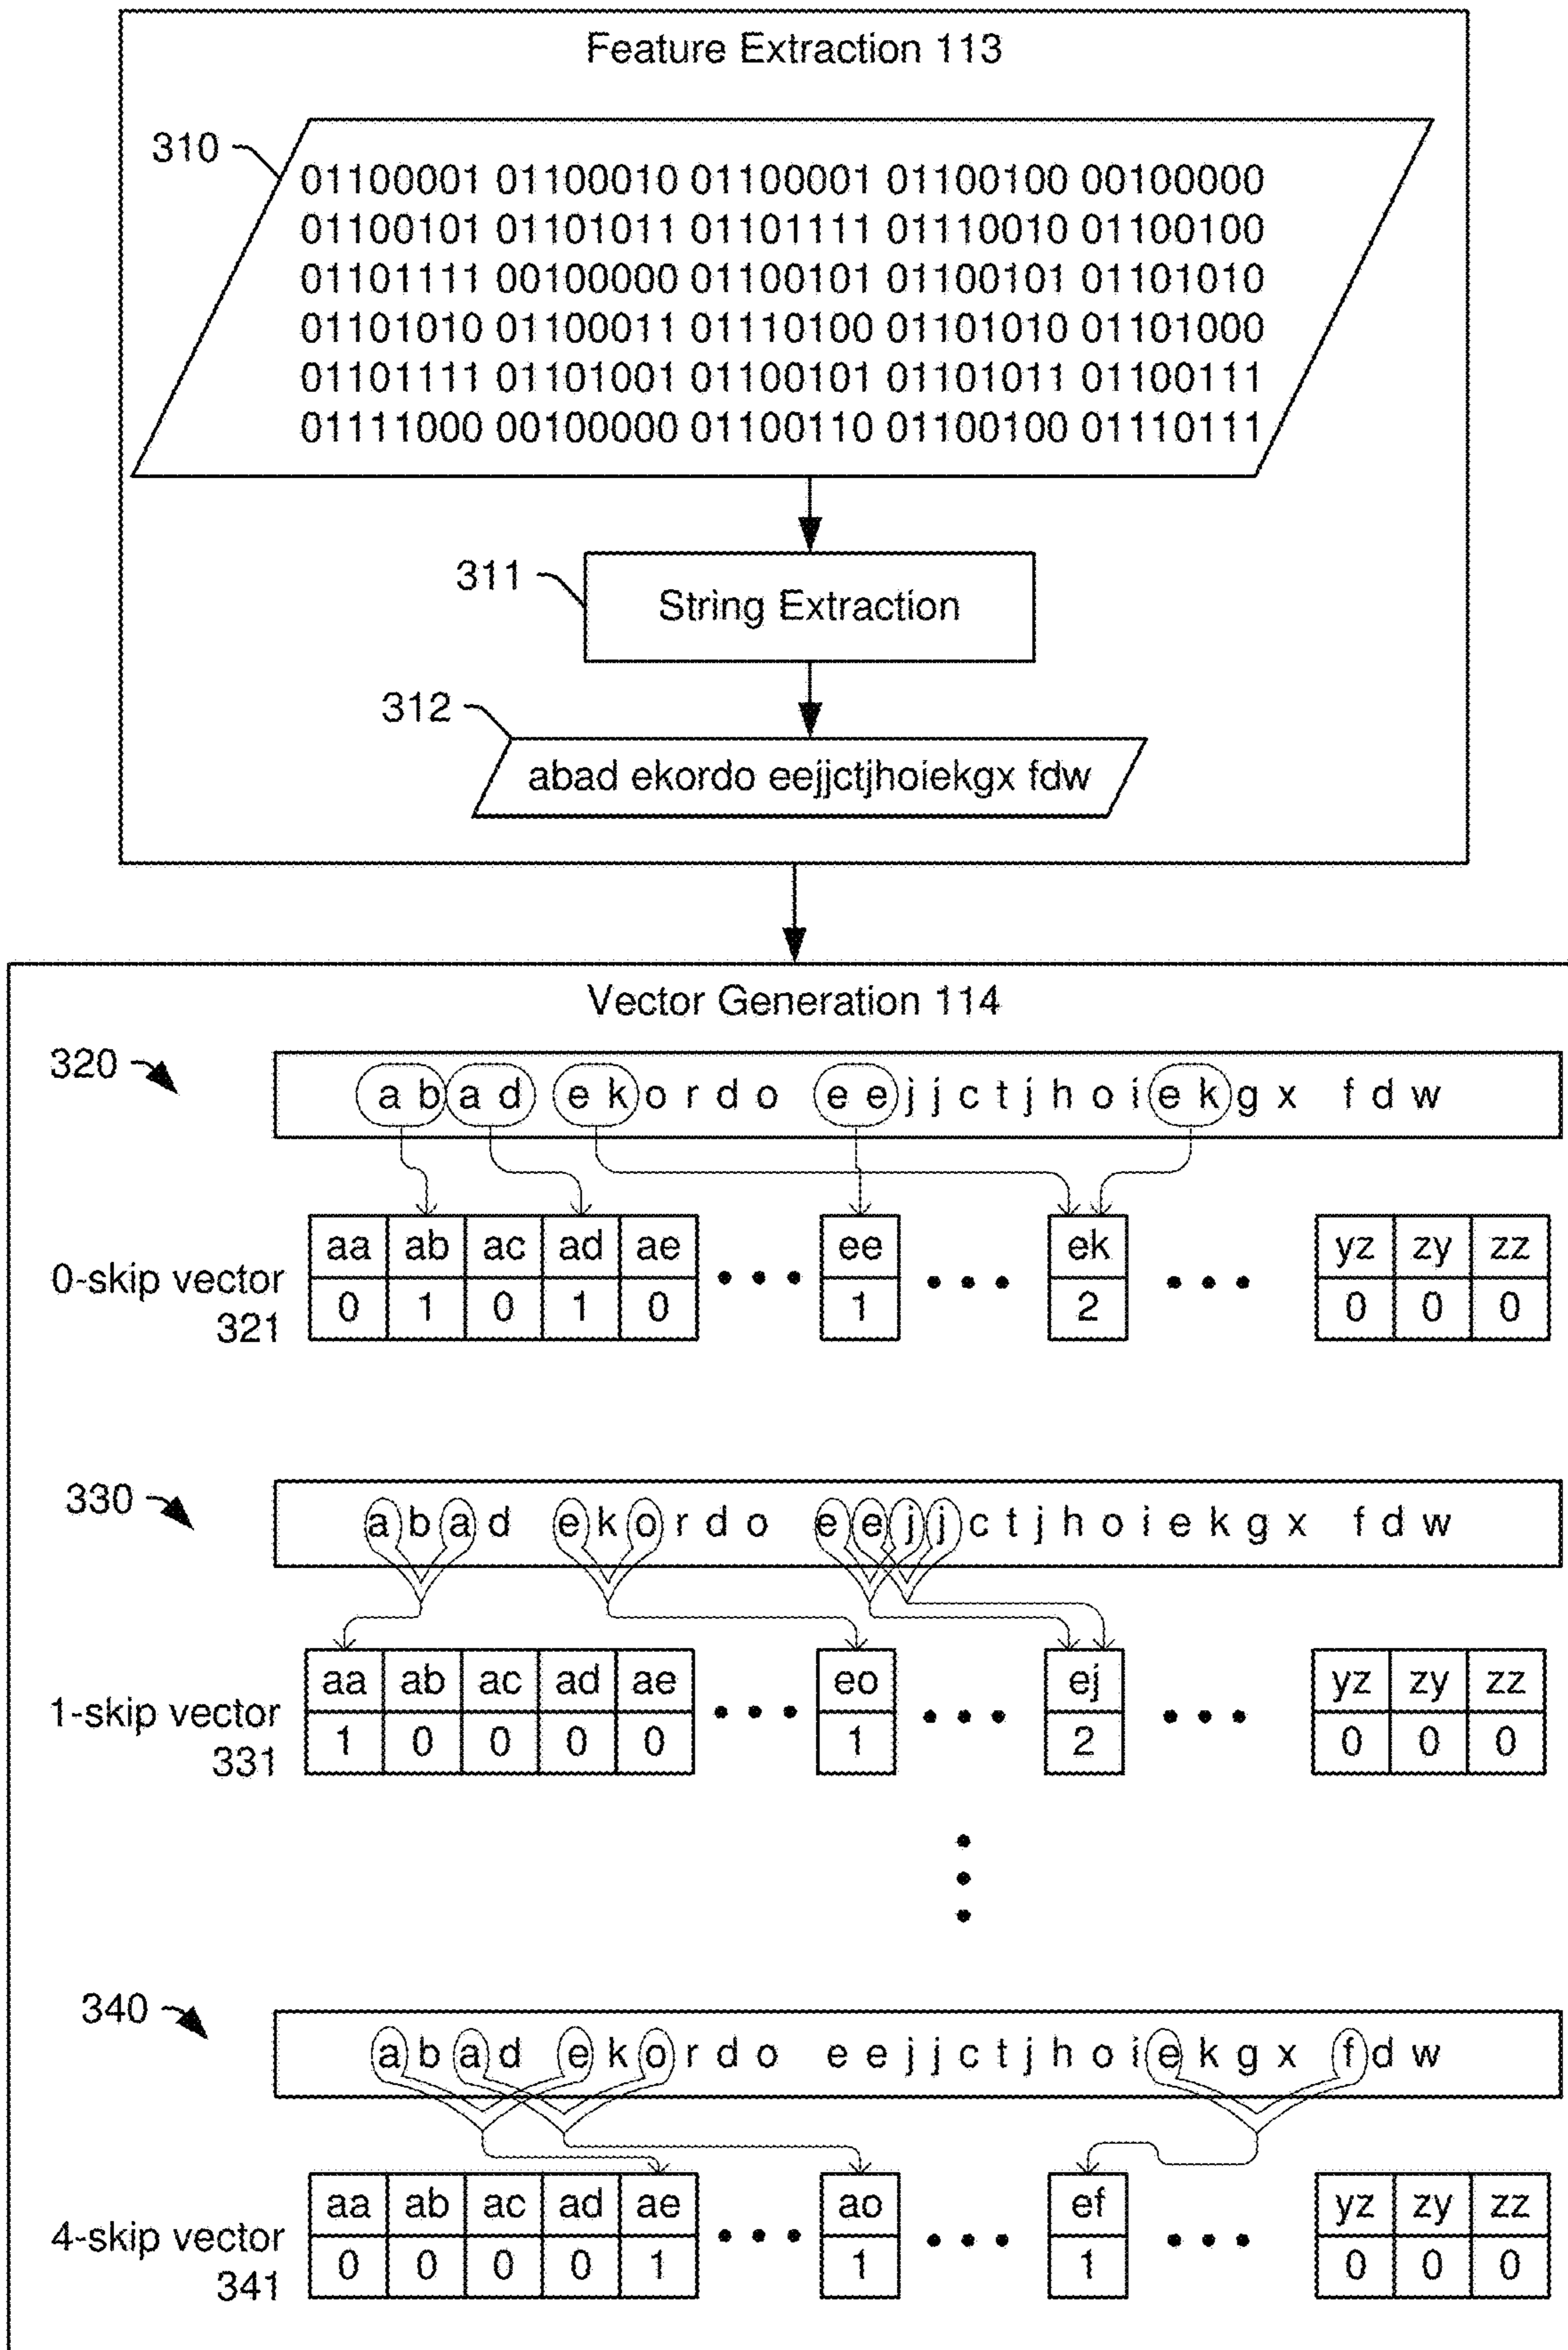 Feature Extraction 113
310
01100001 01100010 01100001 01100100 00100000
01100101 01101011 01101111 01110010 01100100
01101111 00100000 01100101 01100101 01101010
01101010 01100011 01110100 01101010 01101000
01101111 01101001 01100101 01101011 01100111
01111000 00100000 01100110 01100100 01110111
311
String Extraction
312
abad ekordo eejjctjhoiekgx fdw
Vector Generation 114
320
a b a d e k o r d o e e j j c t j h o i e k g x f d w
aa ab ac ad ae ee ek yz zy zz
0-skip vector
321
0 1 0 1 0 1 2 0 0 0
330
a b a d e k o r d o e e j j c t j h o i e k g x f d w
aa ab ac ad ae eo ej yz zy zz
1-skip vector
331
1 0 0 0 0 1 2 0 0 0
340
a b a d e k o r d o e e j j c t j h o i e k g x f d w
aa ab ac ad ae ao ef yz zy zz
4-skip vector
341
0 0 0 0 1 1 1 0 0 0